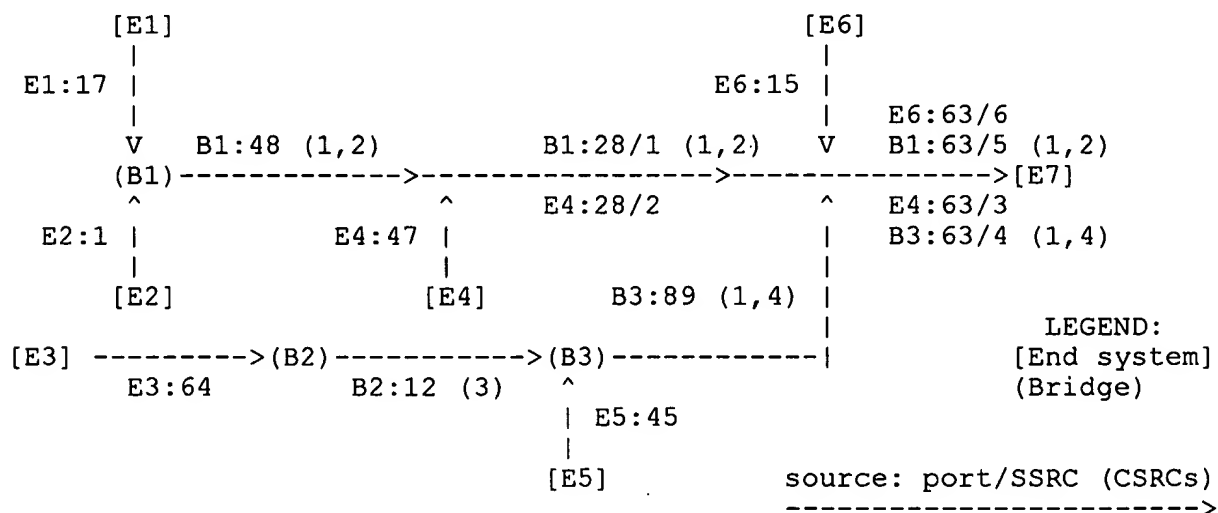 [E1] [E6]
E1:17 | E6:15 |
E6:63/6
V B1:48 (1,2) B1:28/1 (1,2) V B1:63/5 (1,2)
(B1)------------->----------------->--------------->[E7]
^ ^ E4:28/2 ^ E4:63/3
E2:1 | E4:47 | | B3:63/4 (1,4)
[E2] [E4] B3:89 (1,4) |
LEGEND:
[E3] --------->(B2)----------->(B3)------------| [End system]
E3:64 B2:12 (3) ^ (Bridge)
| E5:45
[E5] source: port/SSRC (CSRCs)
------------------------->